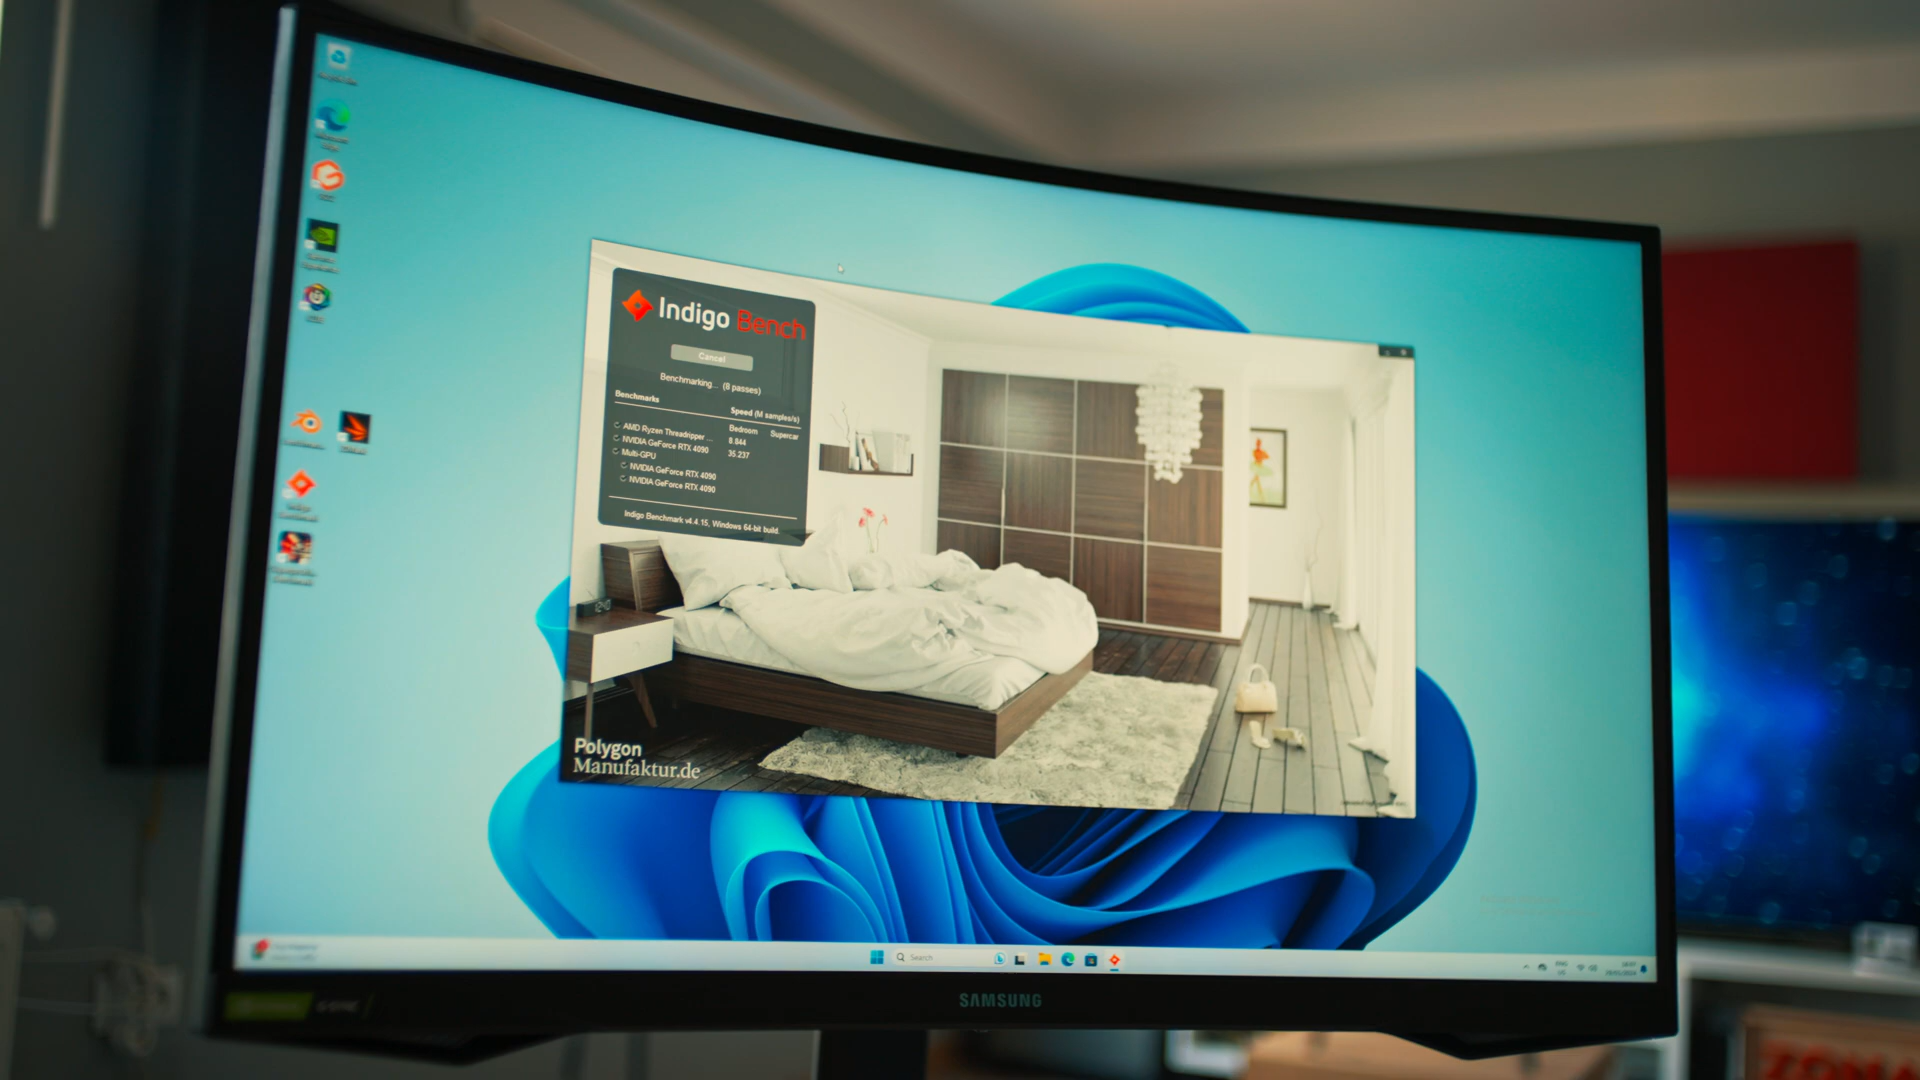 Indigo Bench
Cancel
Benchmarking... (8 passes)
Benchmarks Speed (M samples/s)
Bedroom Supercar
AMD Ryzen Threadripper ... 8.844
NVIDIA GeForce RTX 4090 35.237
Multi-GPU
NVIDIA GeForce RTX 4090
NVIDIA GeForce RTX 4090
Indigo Benchmark v4.4.15, Windows 64-bit build.
Polygon
Manufaktur.de
Search
SAMSUNG
G-SYNC
ZONA